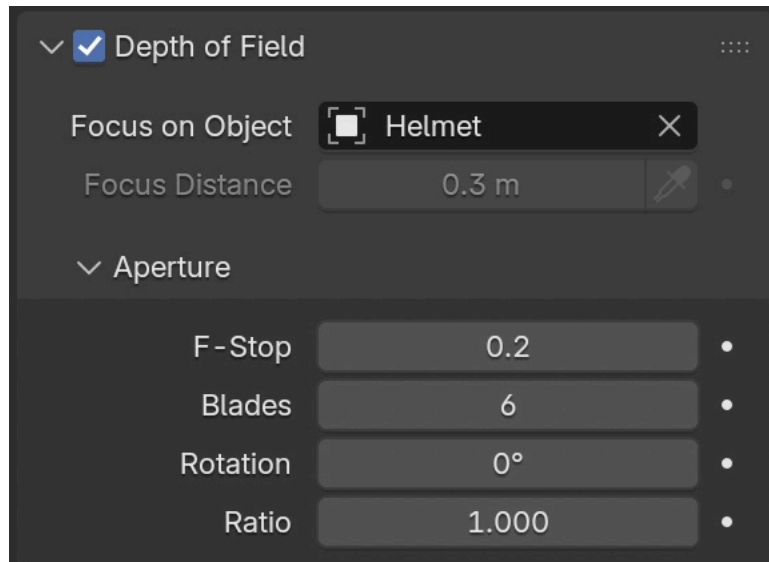 Depth of Field
Focus on Object Helmet
Focus Distance 0.3 m
Aperture
F-Stop 0.2
Blades 6
Rotation 0°
Ratio 1.000